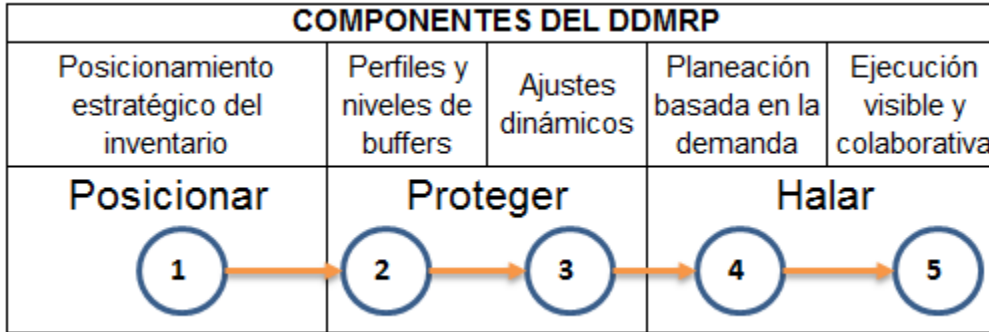 COMPONENTES DEL DDMRP
Posicionamiento
estratégico del
inventario
Perfiles y
niveles de
buffers
Ajustes
dinámicos
Planeación
basada en la
demanda
Ejecución
visible y
colaborativa
Posicionar
Proteger
Halar
1
2
3
4
5